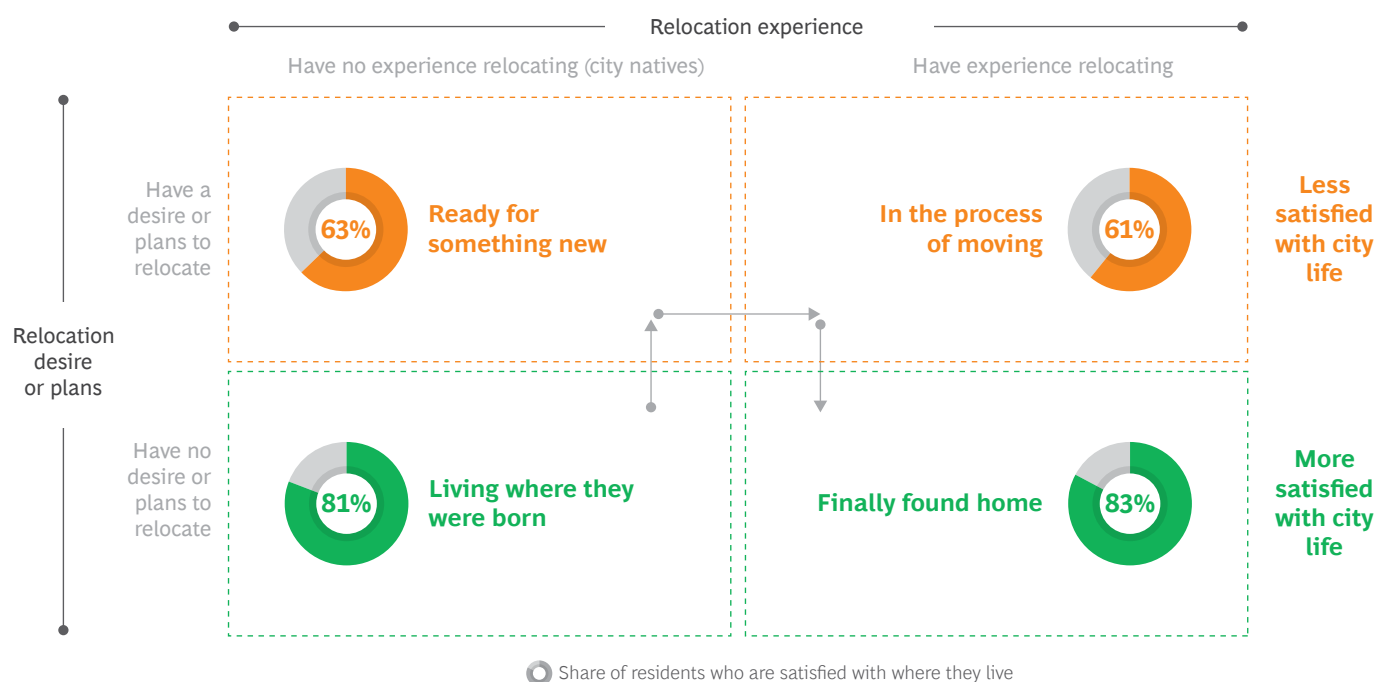 Relocation experience
Have no experience relocating (city natives)
Have experience relocating
Relocation
desire
or plans
Have a
desire or
plans to
relocate
63%
Ready for
something new
In the process
of moving
61%
Less
satisfied
with city
life
Have no
desire or
plans to
relocate
81%
Living where they
were born
Finally found home
83%
More
satisfied
with city
life
Share of residents who are satisfied with where they live